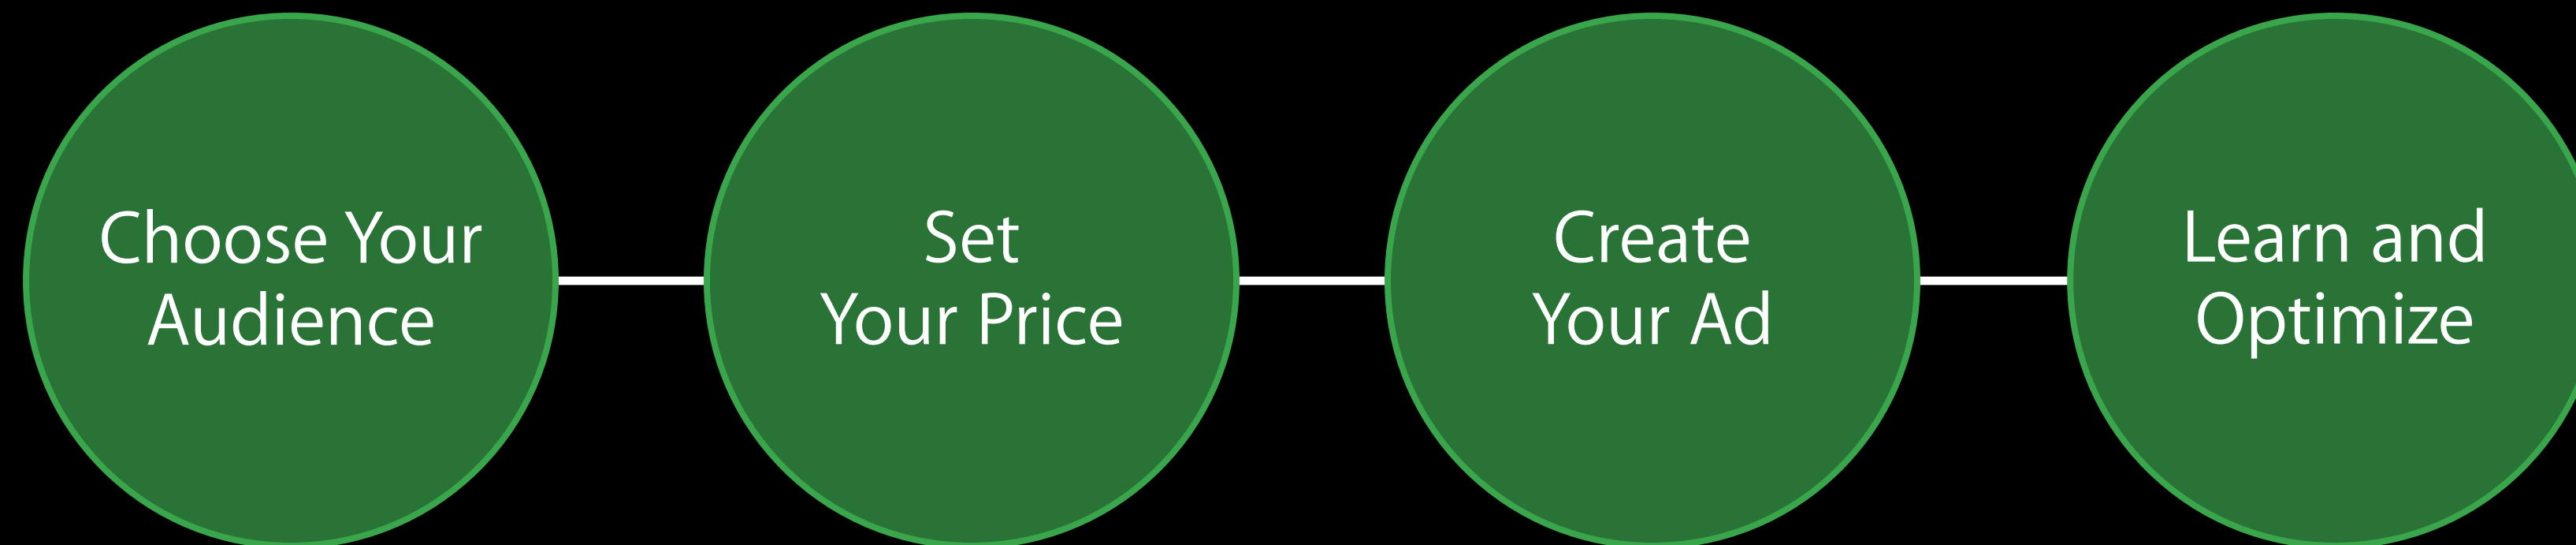 Choose Your
Audience
Set
Your Price
Create
Your Ad
Learn and
Optimize